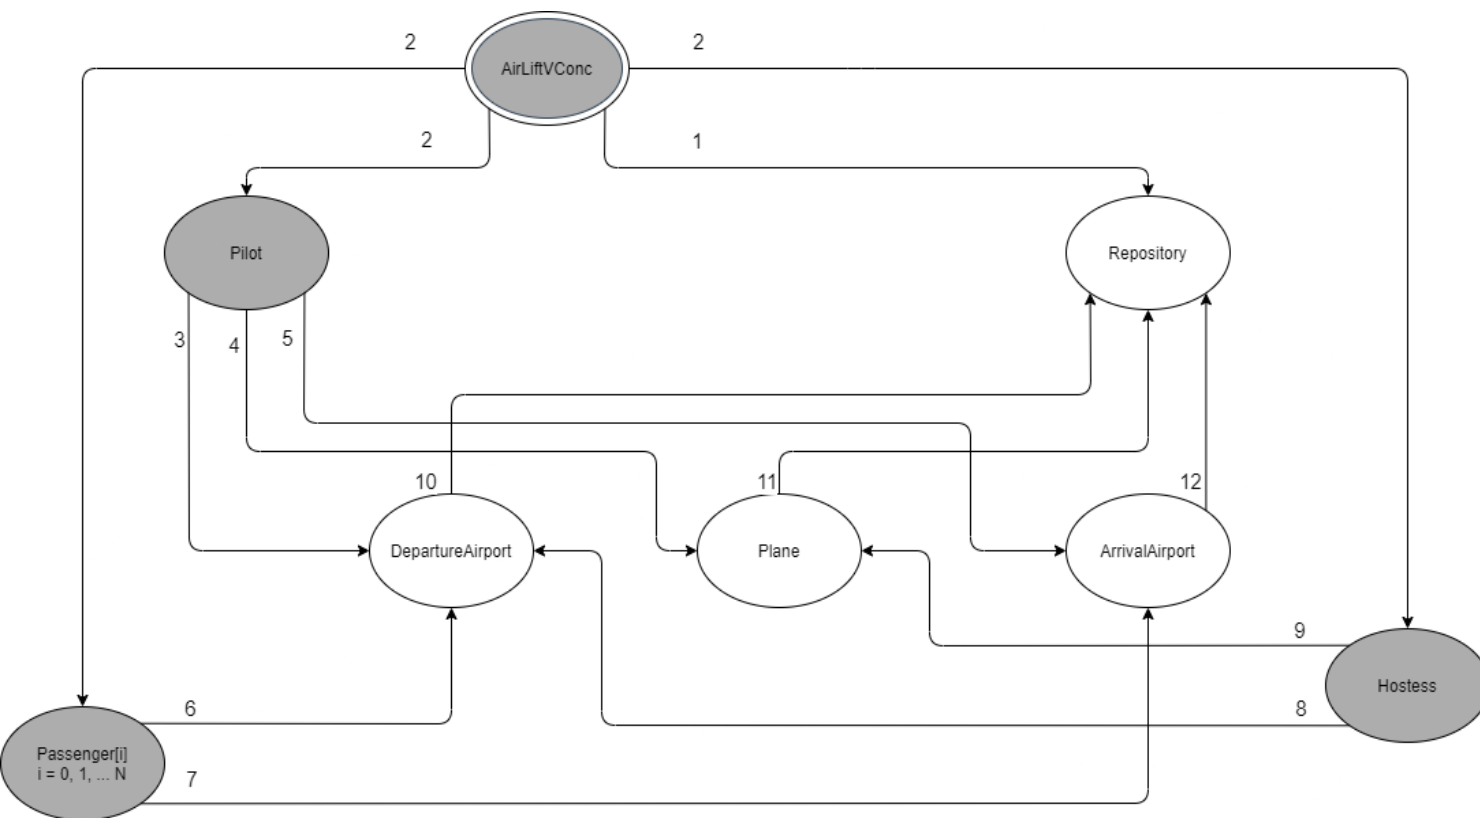 2
AirLiftVConc
2
2
1
Pilot
Repository
3
4
5
10
11
12
DepartureAirport
Plane
ArrivalAirport
9
Hostess
6
8
Passenger[i]
i = 0, 1, ... N
7